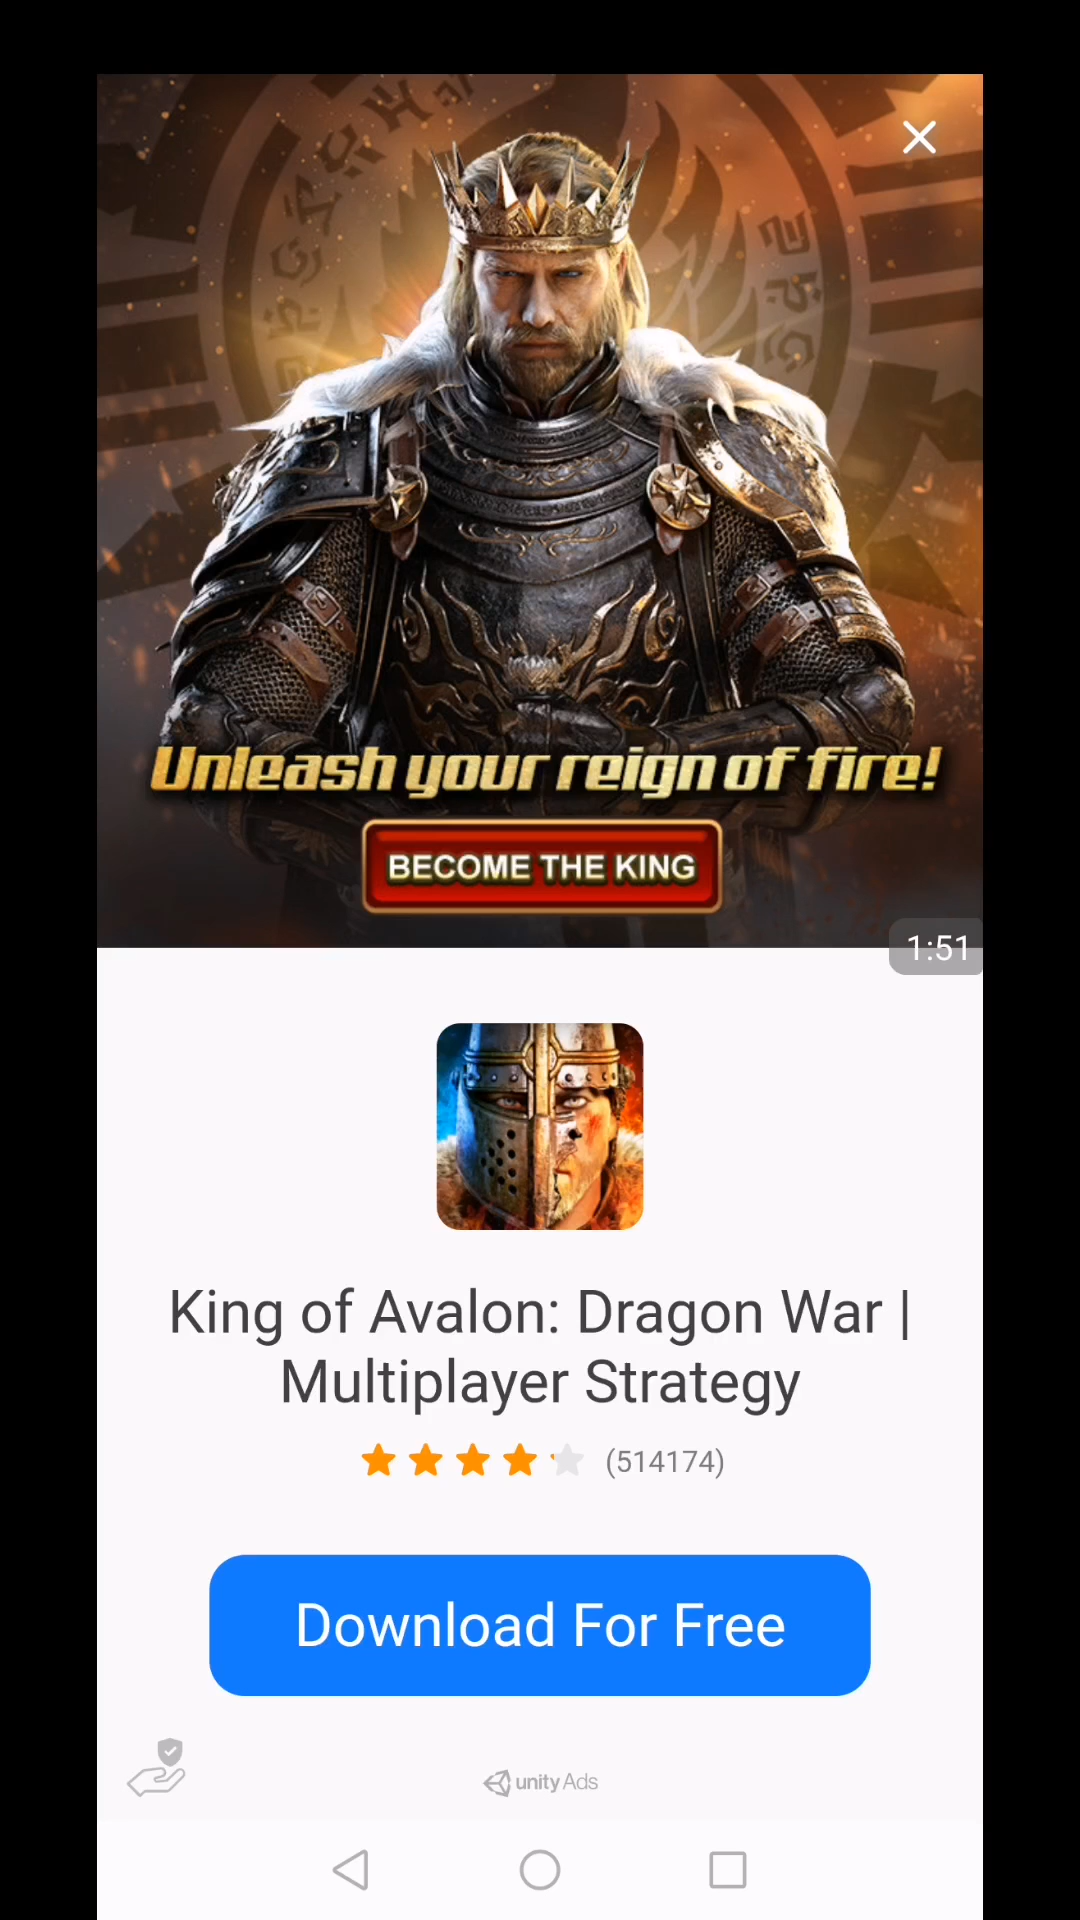 Unleash your reign of fire!
BECOME THE KING
1:51
King of Avalon: Dragon War |
Multiplayer Strategy
(514174)
Download For Free
unity Ads